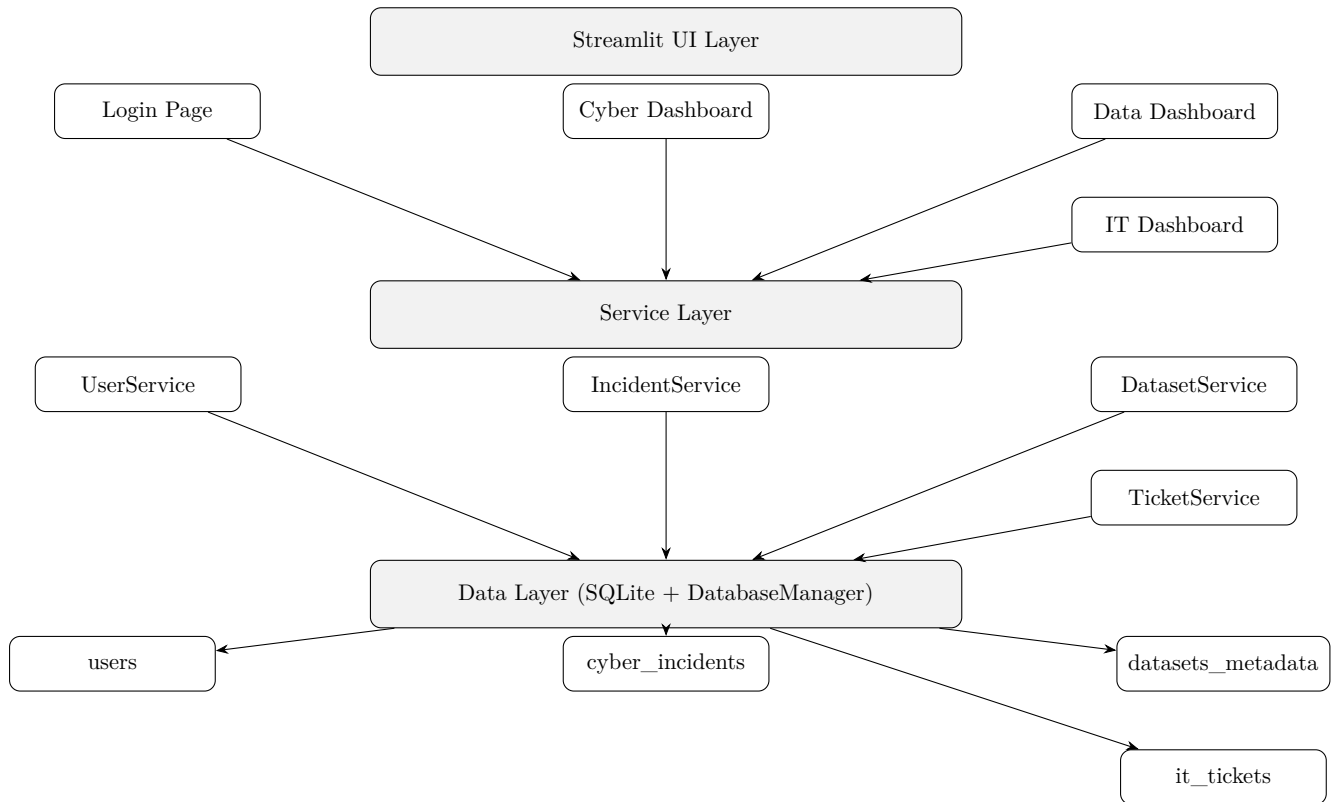 Streamlit UI Layer
Login Page
Cyber Dashboard
Data Dashboard
IT Dashboard
Service Layer
UserService
IncidentService
DatasetService
TicketService
Data Layer (SQLite + DatabaseManager)
users
cyber_incidents
datasets_metadata
it_tickets